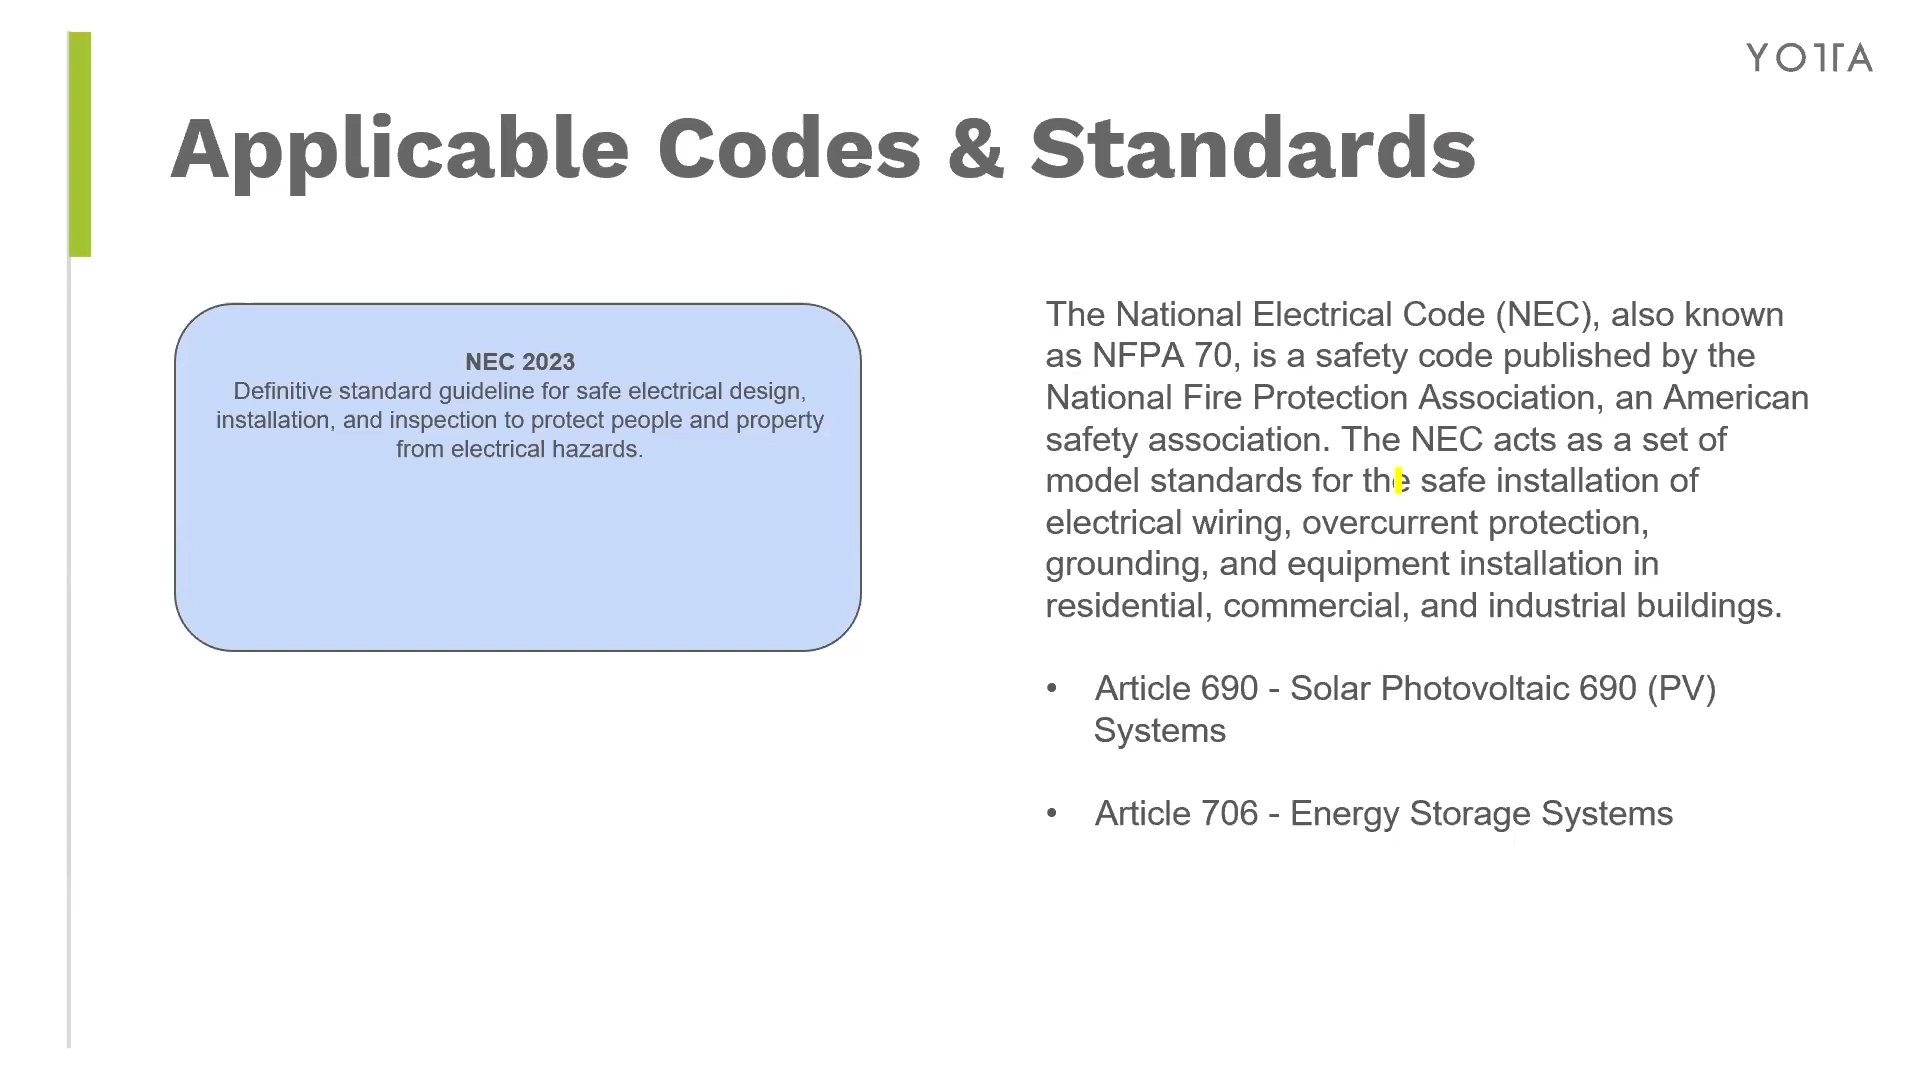 YOTTA
Applicable Codes & Standards
NEC 2023
Definitive standard guideline for safe electrical design,
installation, and inspection to protect people and property
from electrical hazards.
The National Electrical Code (NEC), also known
as NFPA 70, is a safety code published by the
National Fire Protection Association, an American
safety association. The NEC acts as a set of
model standards for the safe installation of
electrical wiring, overcurrent protection,
grounding, and equipment installation in
residential, commercial, and industrial buildings.
• Article 690 - Solar Photovoltaic 690 (PV)
Systems
• Article 706 - Energy Storage Systems